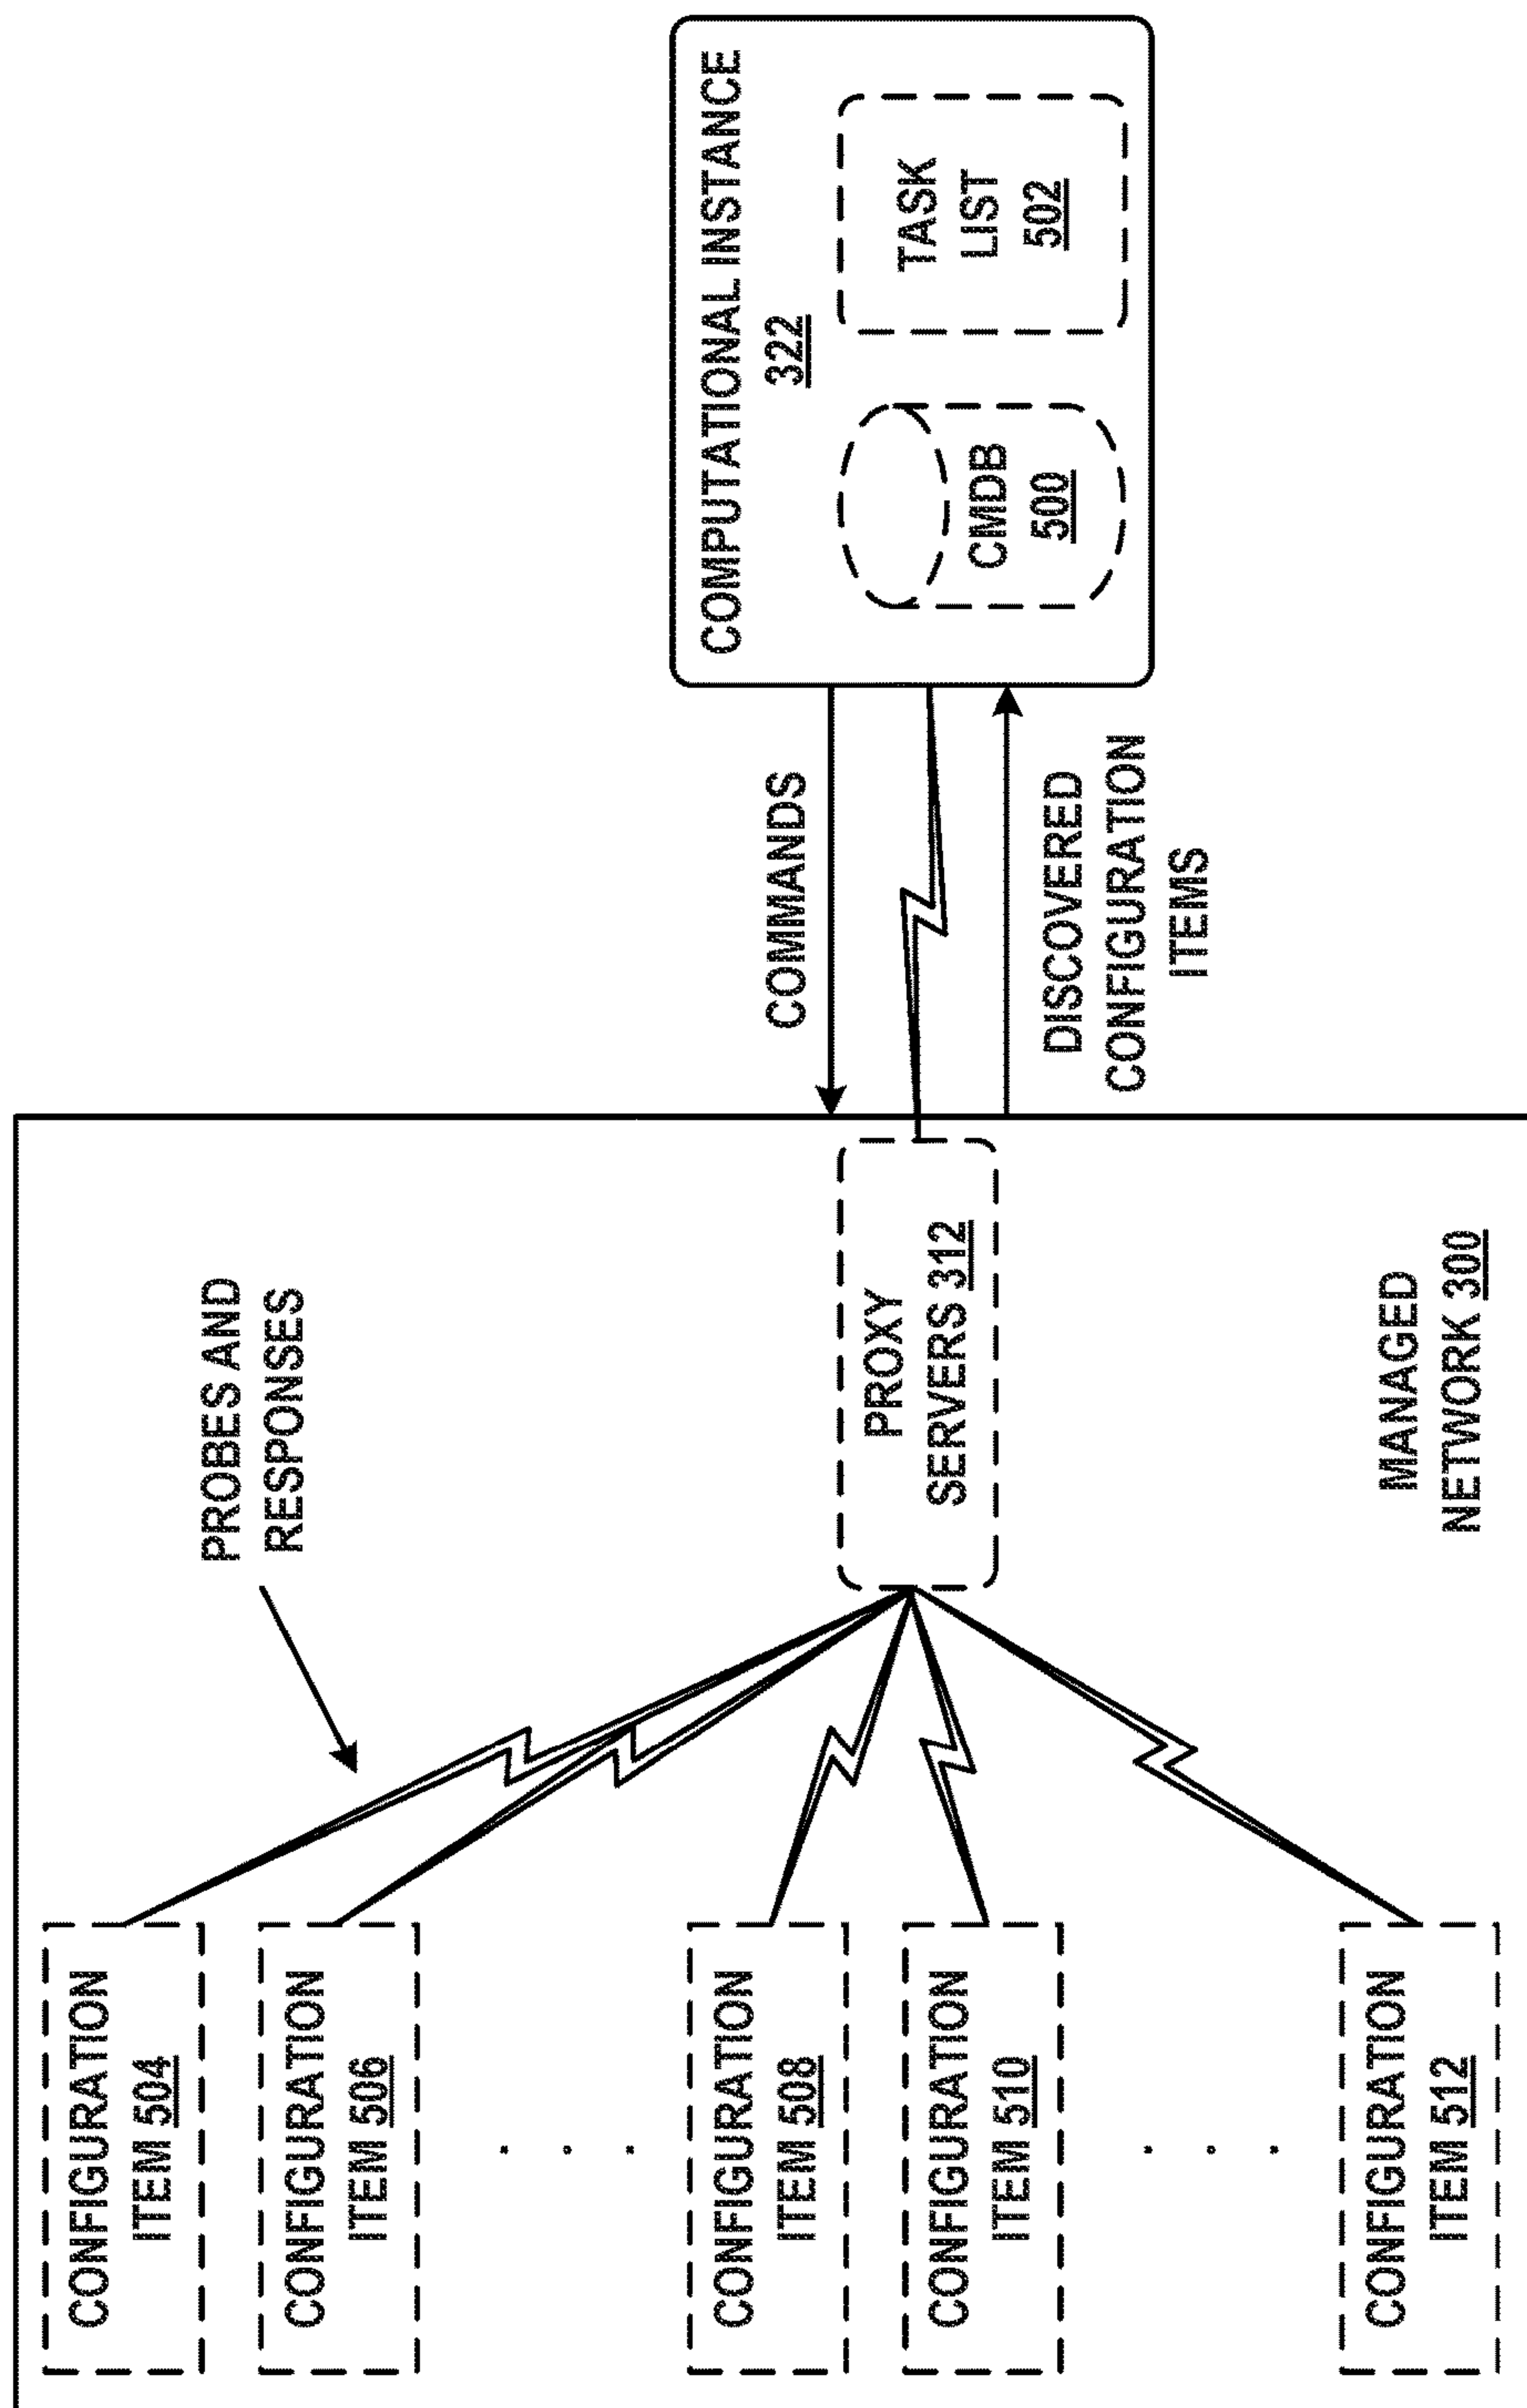 COMPUTATIONAL INSTANCE
322
CMDB
500
TASK
LIST
502
COMMANDS
DISCOVERED
CONFIGURATION
ITEMS
PROBES AND
RESPONSES
PROXY
SERVERS 312
MANAGED
NETWORK 300
CONFIGURATION
ITEM 504
CONFIGURATION
ITEM 506
CONFIGURATION
ITEM 508
CONFIGURATION
ITEM 510
CONFIGURATION
ITEM 512